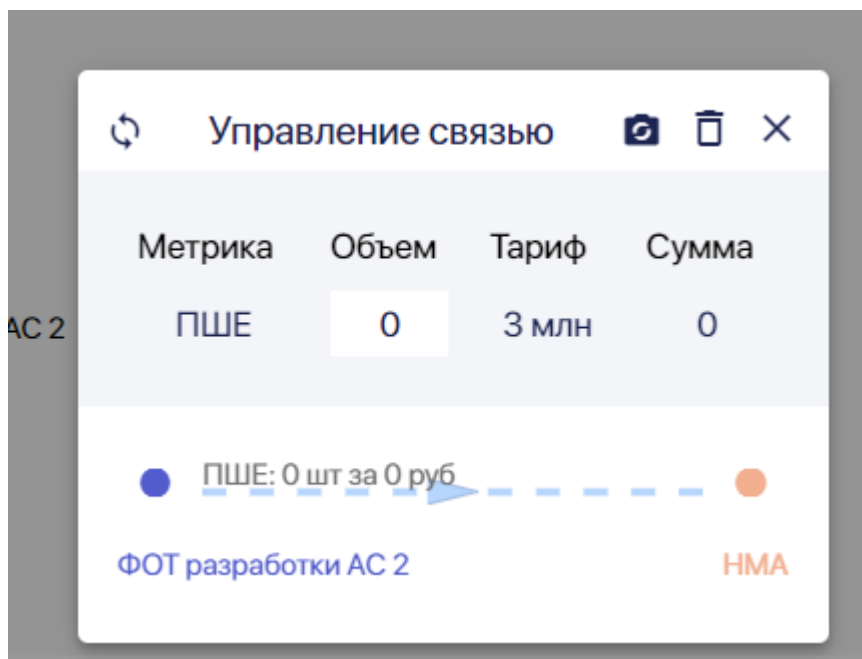 Управление связью
Метрика Объем Тариф Сумма
АС 2 ПШЕ 0 3 млн 0
ПШЕ: 0 шт за 0 руб
ФОТ разработки АС 2 НМА